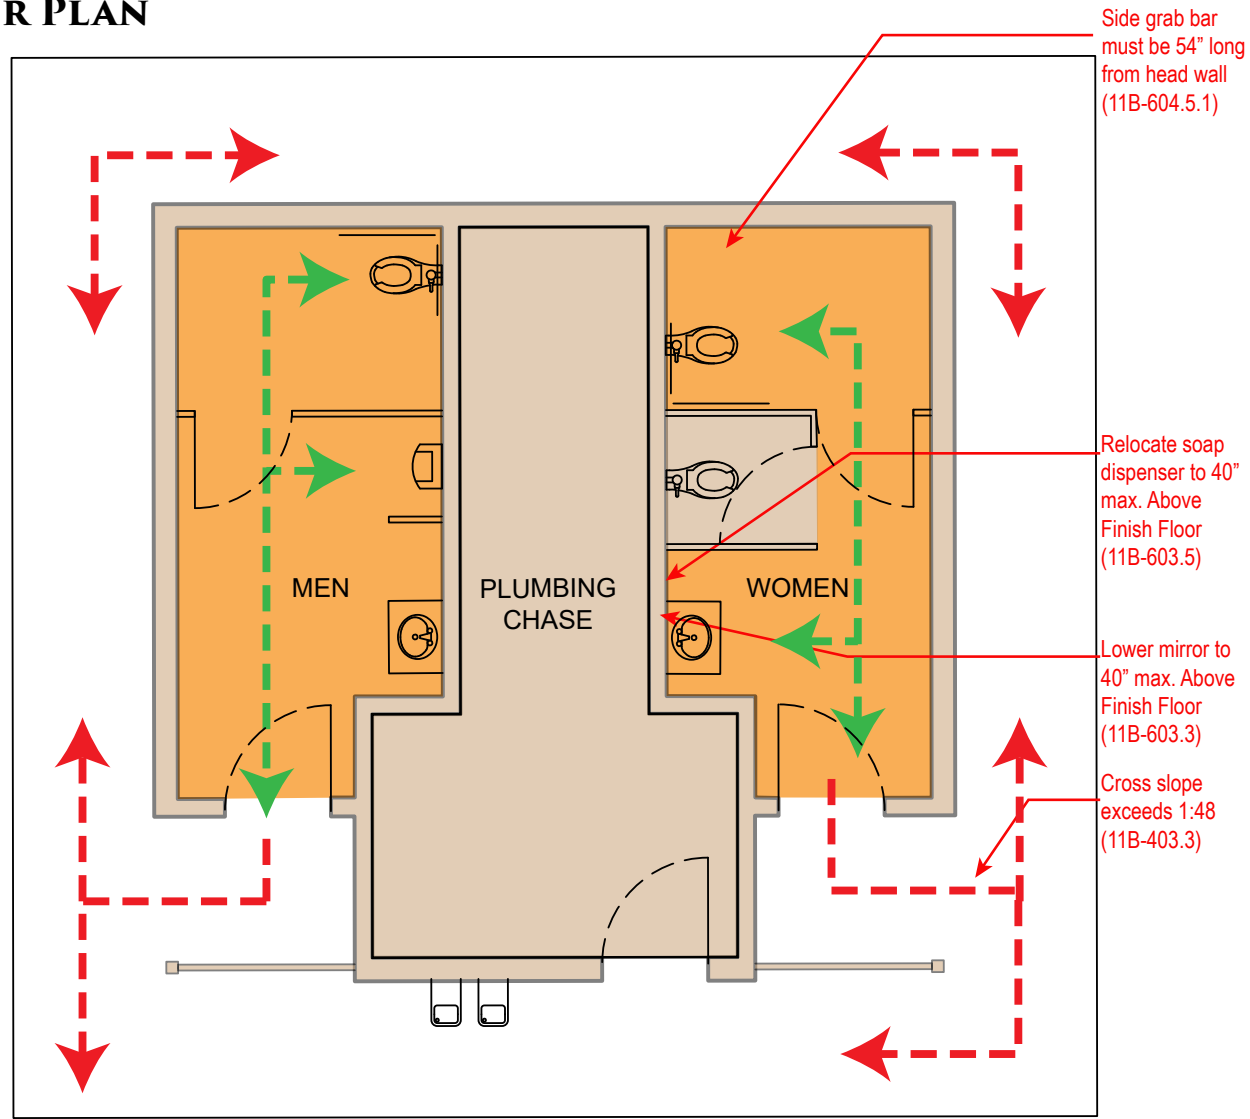 R PLAN
Side grab bar
must be 54” long
from head wall
(11B-604.5.1)
Relocate soap
dispenser to 40”
max. Above
Finish Floor
(11B-603.5)
MEN
PLUMBING
CHASE
WOMEN
Lower mirror to
40” max. Above
Finish Floor
(11B-603.3)
Cross slope
exceeds 1:48
(11B-403.3)